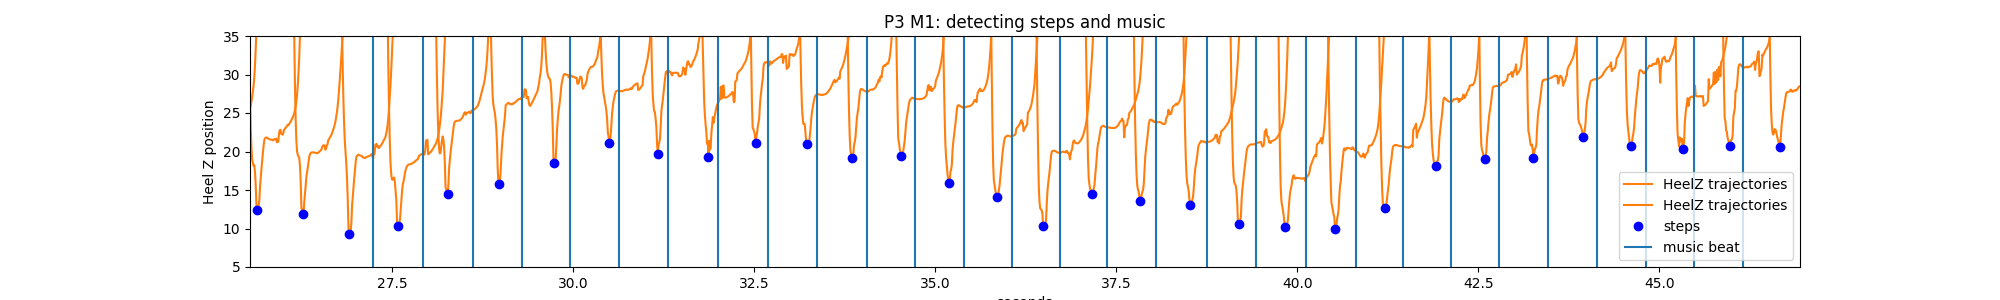 P3 M1: detecting steps and music
Heel Z position
35
30
25
20
15
10
5
27.5
30.0
32.5
35.0
37.5
40.0
42.5
45.0
HeelZ trajectories
HeelZ trajectories
steps
music beat